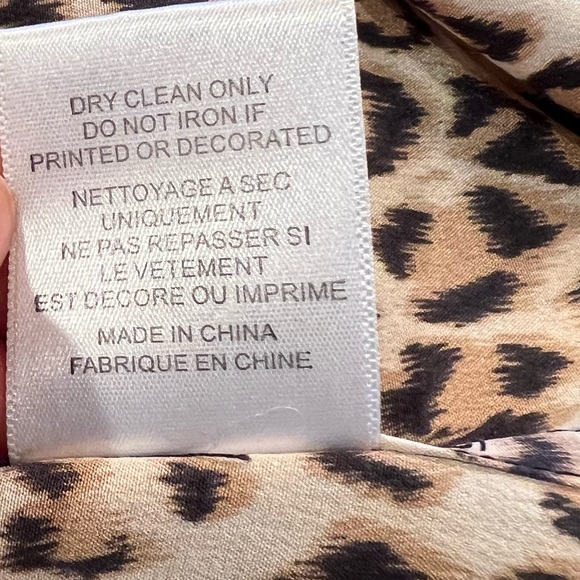 DRY CLEAN ONLY
DO NOT IRON IF
PRINTED OR DECORATED
NETTOYAGE A SEC
UNIQUEMENT
NE PAS REPASSER SI
LE VETEMENT
EST DECORE OU IMPRIME
MADE IN CHINA
FABRIQUE EN CHINE